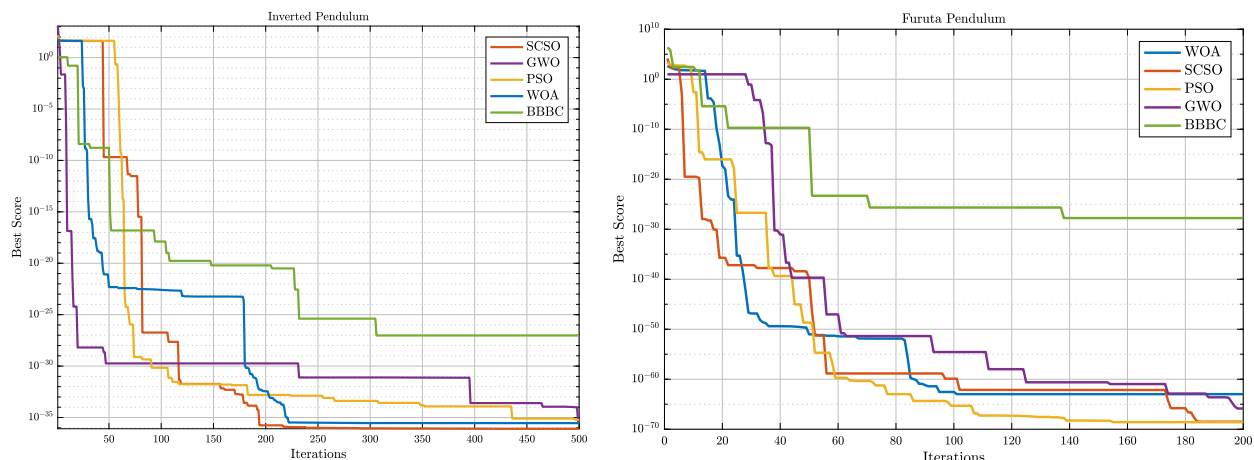 Inverted Pendulum
Best Score
10^0
10^-5
10^-10
10^-15
10^-20
10^-25
10^-30
10^-35
50 100 150 200 250 300 350 400 450 500
Iterations
SCSO
GWO
PSO
WOA
BBBC
Furuta Pendulum
Best Score
10^10
10^0
10^-10
10^-20
10^-30
10^-40
10^-50
10^-60
10^-70
0 20 40 60 80 100 120 140 160 180 200
Iterations
WOA
SCSO
PSO
GWO
BBBC